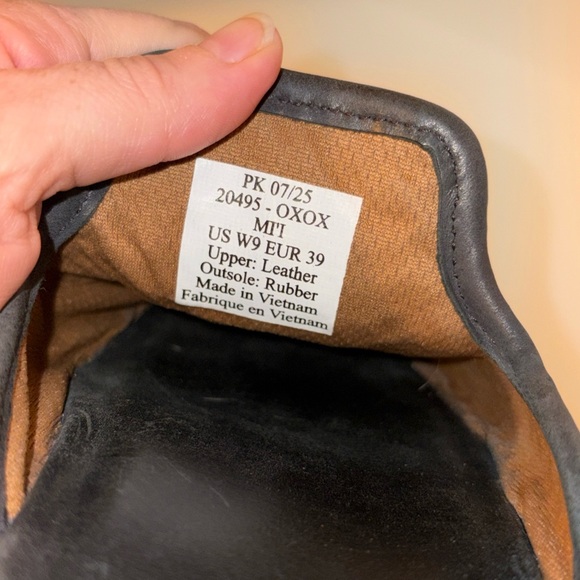 PK 07/25
20495 - OXOX
MI'I
US W9 EUR 39
Upper: Leather
Outsole: Rubber
Made in Vietnam
Fabrique en Vietnam